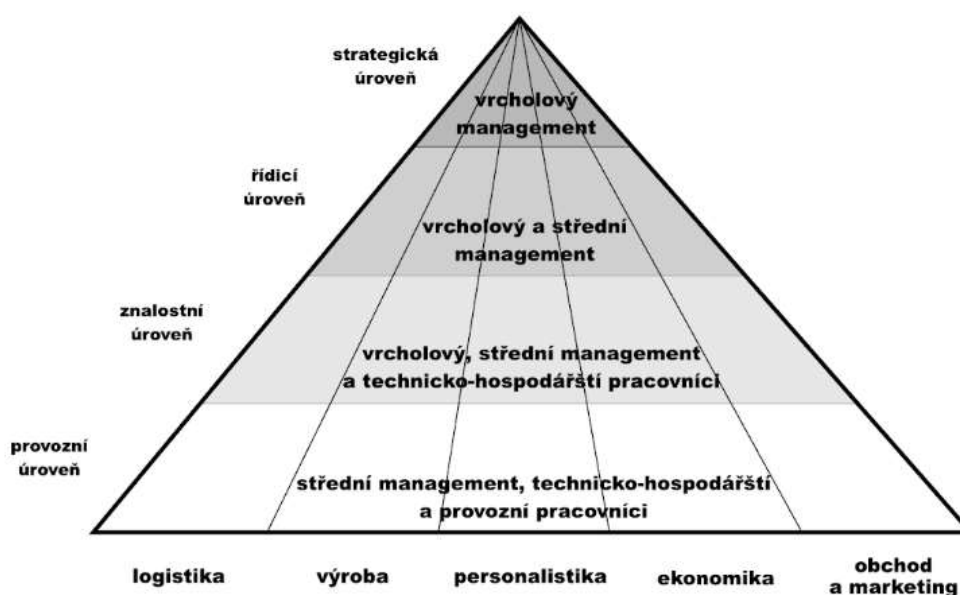 strategická
úroveň
vrcholový
management
řídicí
úroveň
vrcholový a střední
management
znalostní
úroveň
vrcholový, střední management
a technicko-hospodářští pracovníci
provozní
úroveň
střední management, technicko-hospodářští
a provozní pracovníci
logistika
výroba
personalistika
ekonomika
obchod
a marketing